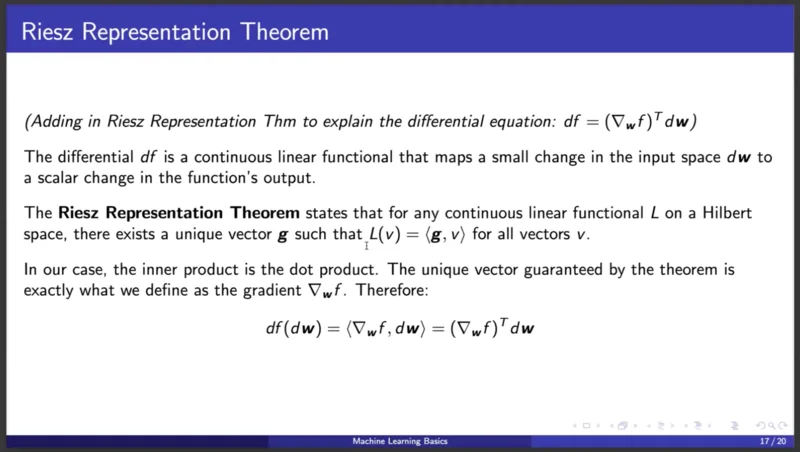 Riesz Representation Theorem
(Adding in Riesz Representation Thm to explain the differential equation: df = (∇𝐰f)ᵀd𝐰)
The differential df is a continuous linear functional that maps a small change in the input space d𝐰 to
a scalar change in the function's output.
The Riesz Representation Theorem states that for any continuous linear functional L on a Hilbert
space, there exists a unique vector 𝐠 such that L(v) = ⟨𝐠, v⟩ for all vectors v.
In our case, the inner product is the dot product. The unique vector guaranteed by the theorem is
exactly what we define as the gradient ∇𝐰f. Therefore:
df(d𝐰) = ⟨∇𝐰f, d𝐰⟩ = (∇𝐰f)ᵀd𝐰
Machine Learning Basics
17 / 20